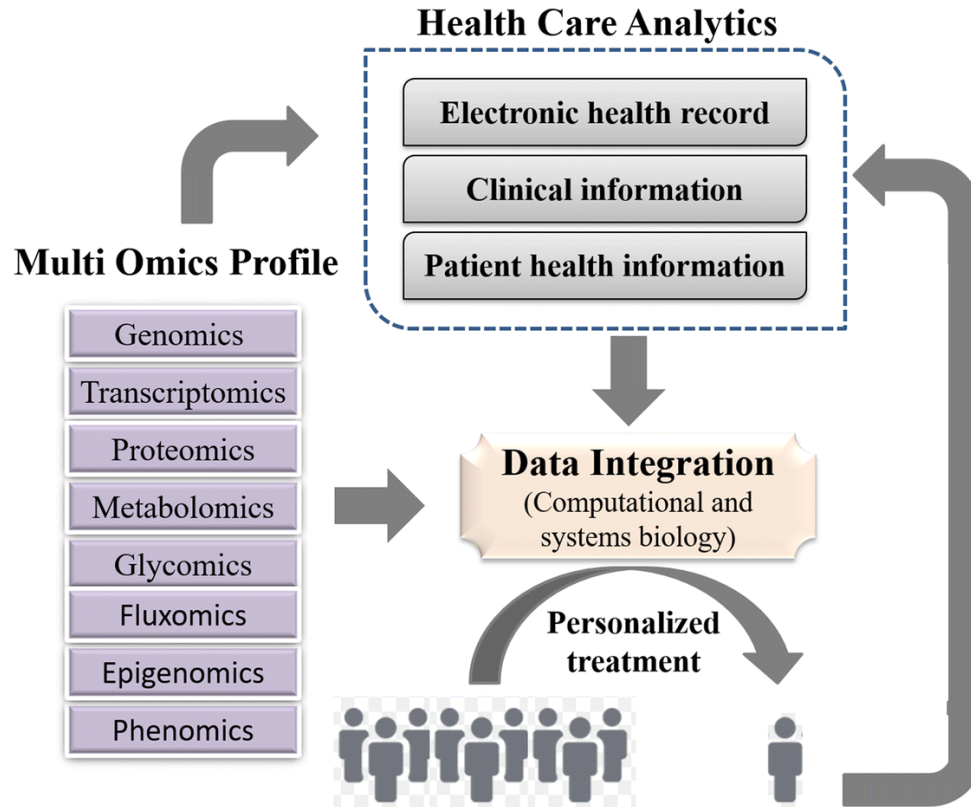 Health Care Analytics
Electronic health record
Clinical information
Patient health information
Multi Omics Profile
Genomics
Transcriptomics
Proteomics
Metabolomics
Glycomics
Fluxomics
Epigenomics
Phenomics
Data Integration
(Computational and
systems biology)
Personalized
treatment